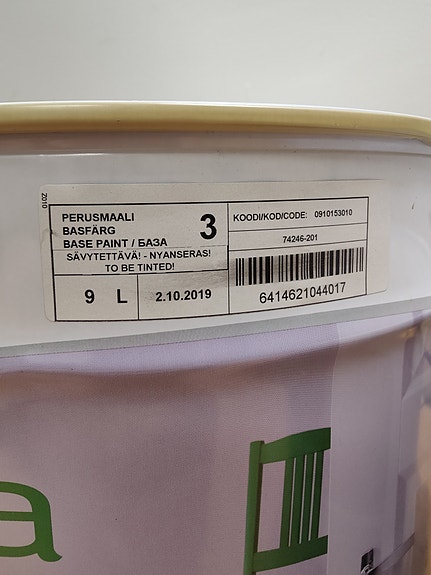 Z010
PERUSMAALI
BASFÄRG
BASE PAINT / БАЗА
3
SÄVYTETTÄVÄ! - NYANSERAS!
TO BE TINTED!
9 L
2.10.2019
KOODI/KOD/CODE: 0910153010
74246-201
6414621044017
a